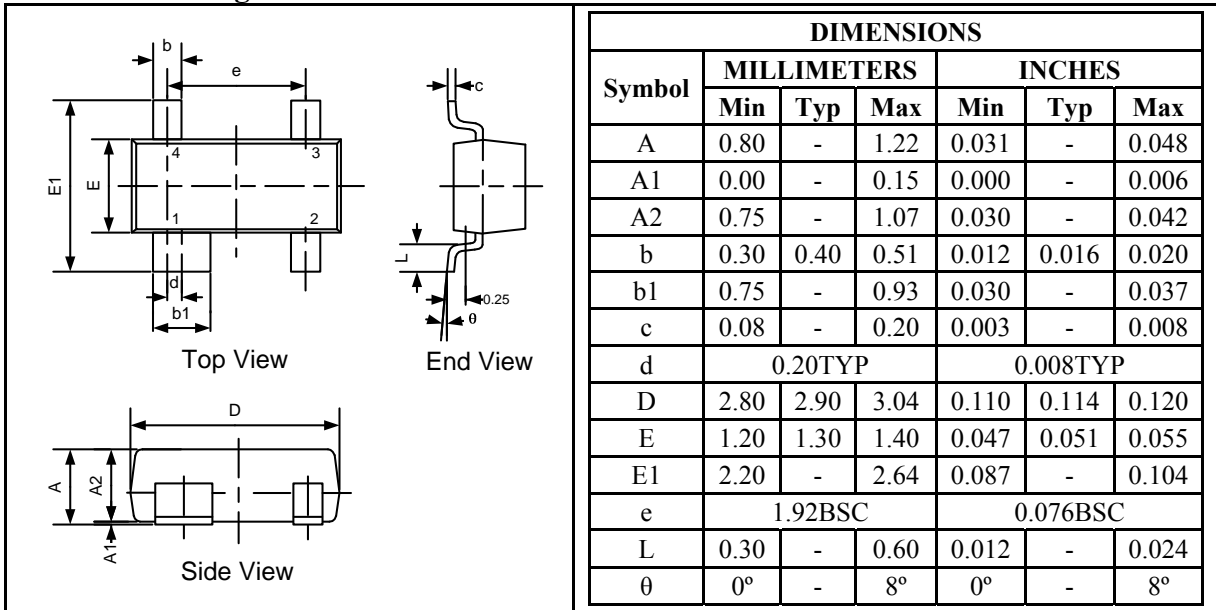 b
e
c
4
3
E1
E
1
2
L
d
0.25
b1
θ
Top View
End View
D
A
A2
A1
Side View
DIMENSIONS
Symbol MILLIMETERS INCHES
Min Typ Max Min Typ Max
A 0.80 - 1.22 0.031 - 0.048
A1 0.00 - 0.15 0.000 - 0.006
A2 0.75 - 1.07 0.030 - 0.042
b 0.30 0.40 0.51 0.012 0.016 0.020
b1 0.75 - 0.93 0.030 - 0.037
c 0.08 - 0.20 0.003 - 0.008
d 0.20TYP 0.008TYP
D 2.80 2.90 3.04 0.110 0.114 0.120
E 1.20 1.30 1.40 0.047 0.051 0.055
E1 2.20 - 2.64 0.087 - 0.104
e 1.92BSC 0.076BSC
L 0.30 - 0.60 0.012 - 0.024
θ 0º - 8º 0º - 8º